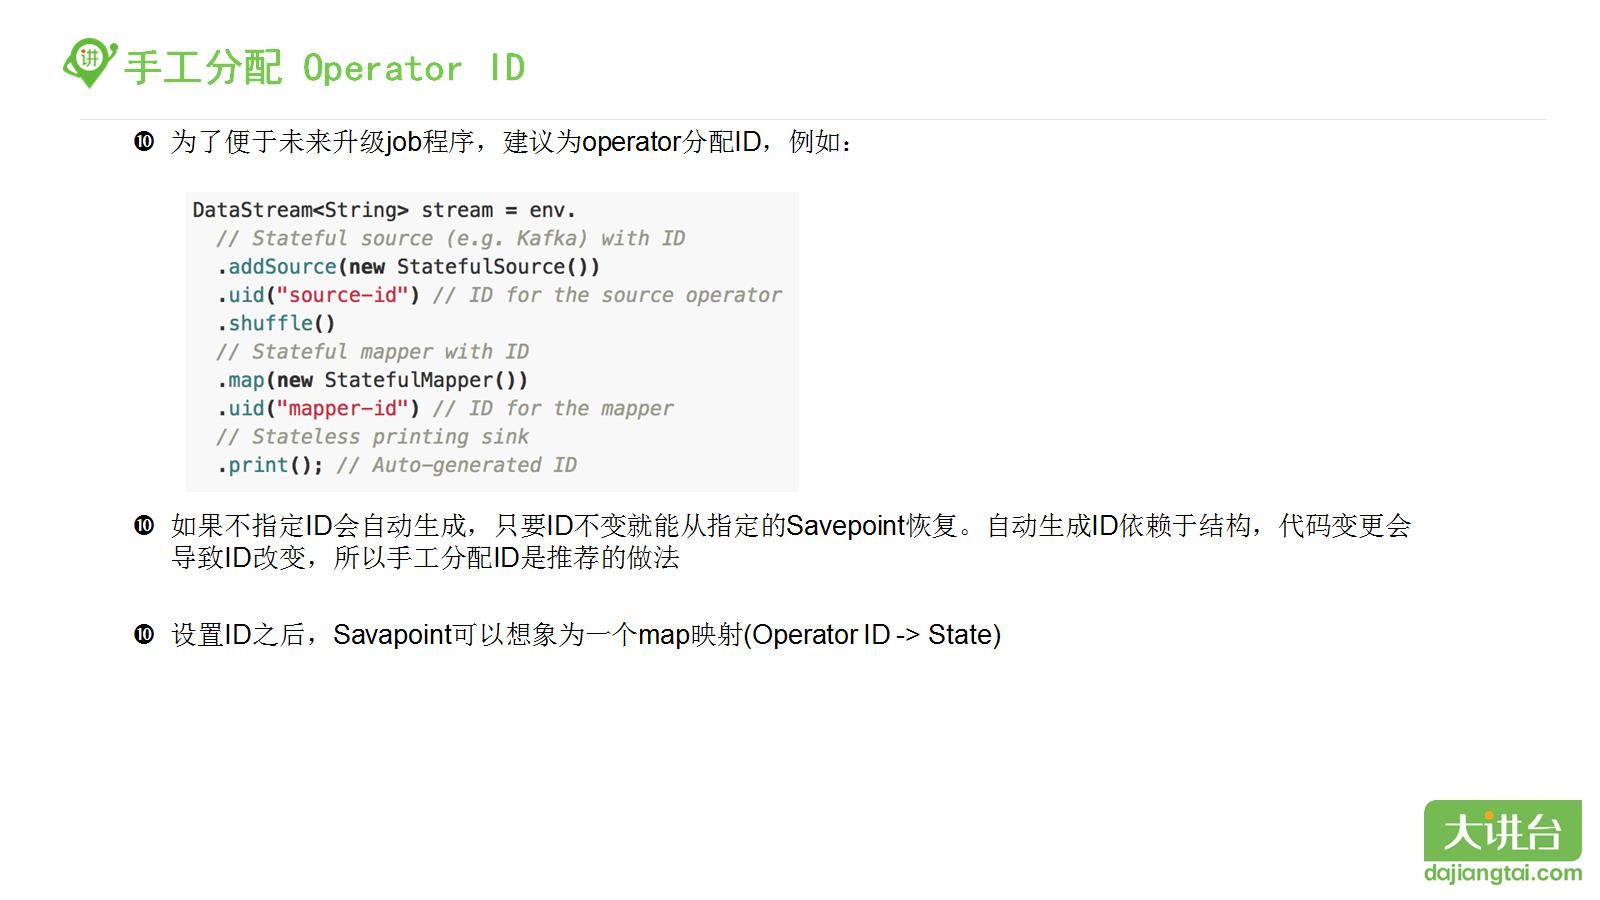 讲
手工分配 Operator ID
❿ 为了便于未来升级job程序，建议为operator分配ID，例如：
DataStream<String> stream = env.
// Stateful source (e.g. Kafka) with ID
.addSource(new StatefulSource())
.uid("source-id") // ID for the source operator
.shuffle()
// Stateful mapper with ID
.map(new StatefulMapper())
.uid("mapper-id") // ID for the mapper
// Stateless printing sink
.print(); // Auto-generated ID
❿ 如果不指定ID会自动生成，只要ID不变就能从指定的Savepoint恢复。自动生成ID依赖于结构，代码变更会
导致ID改变，所以手工分配ID是推荐的做法
❿ 设置ID之后，Savapoint可以想象为一个map映射(Operator ID -> State)
大讲台
dajiangtai.com